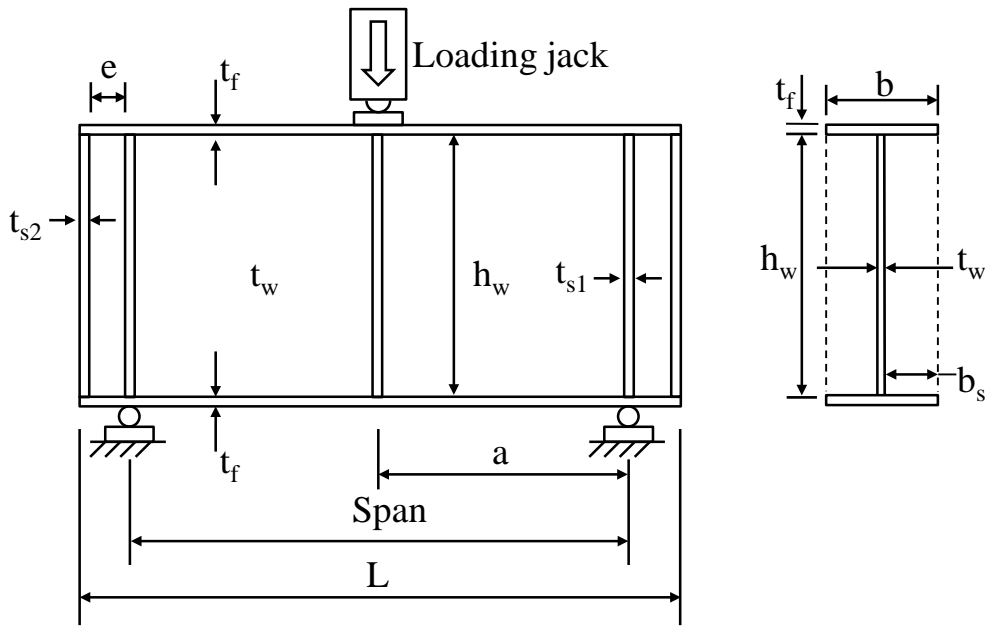 Loading jack
e
t_f
t_s2
t_w
h_w
t_s1
t_f
a
Span
L
b
t_f
h_w
t_w
b_s